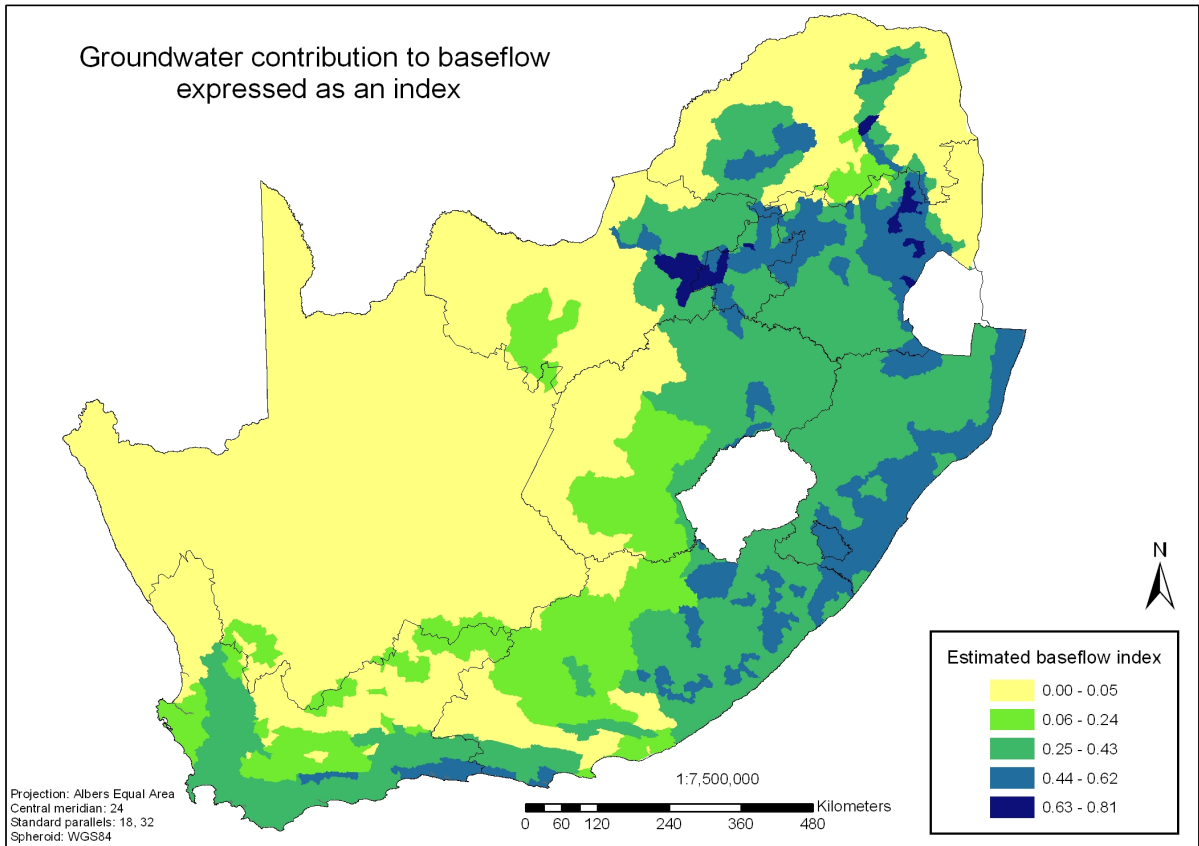 Groundwater contribution to baseflow
expressed as an index
N
Estimated baseflow index
0.00 - 0.05
0.06 - 0.24
0.25 - 0.43
0.44 - 0.62
0.63 - 0.81
1:7,500,000
Kilometers
0 60 120 240 360 480
Projection: Albers Equal Area
Central meridian: 24
Standard parallels: 18, 32
Spheroid: WGS84